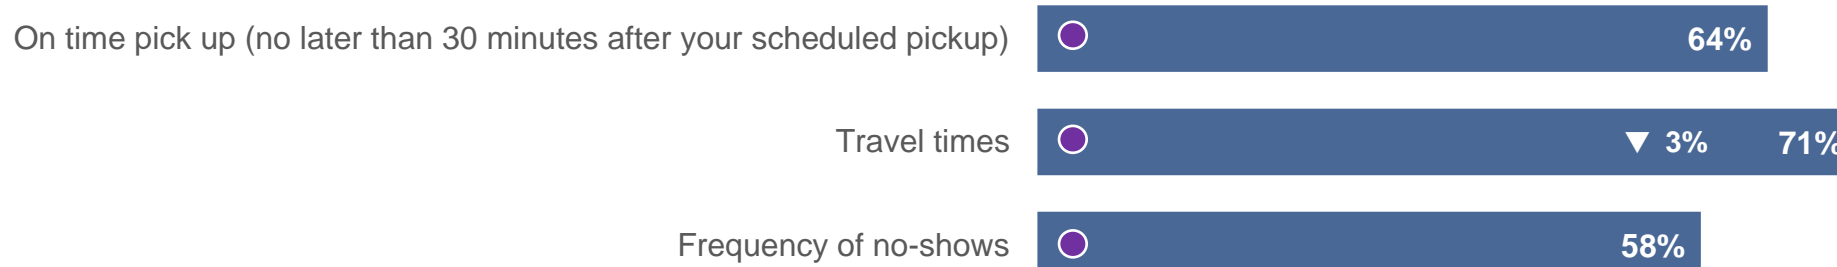 On time pick up (no later than 30 minutes after your scheduled pickup) 64%
Travel times ▼ 3% 71%
Frequency of no-shows 58%